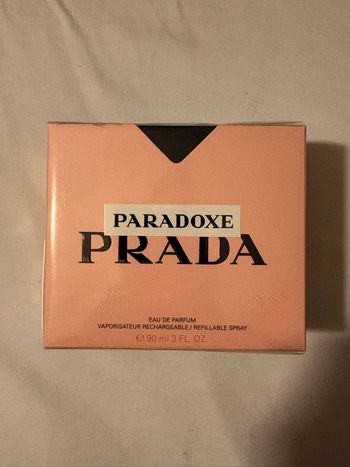 PARADOXE
PRADA
EAU DE PARFUM
VAPORISATEUR RECHARGEABLE / REFILLABLE SPRAY
℮ 90 ml 3 FL. OZ.